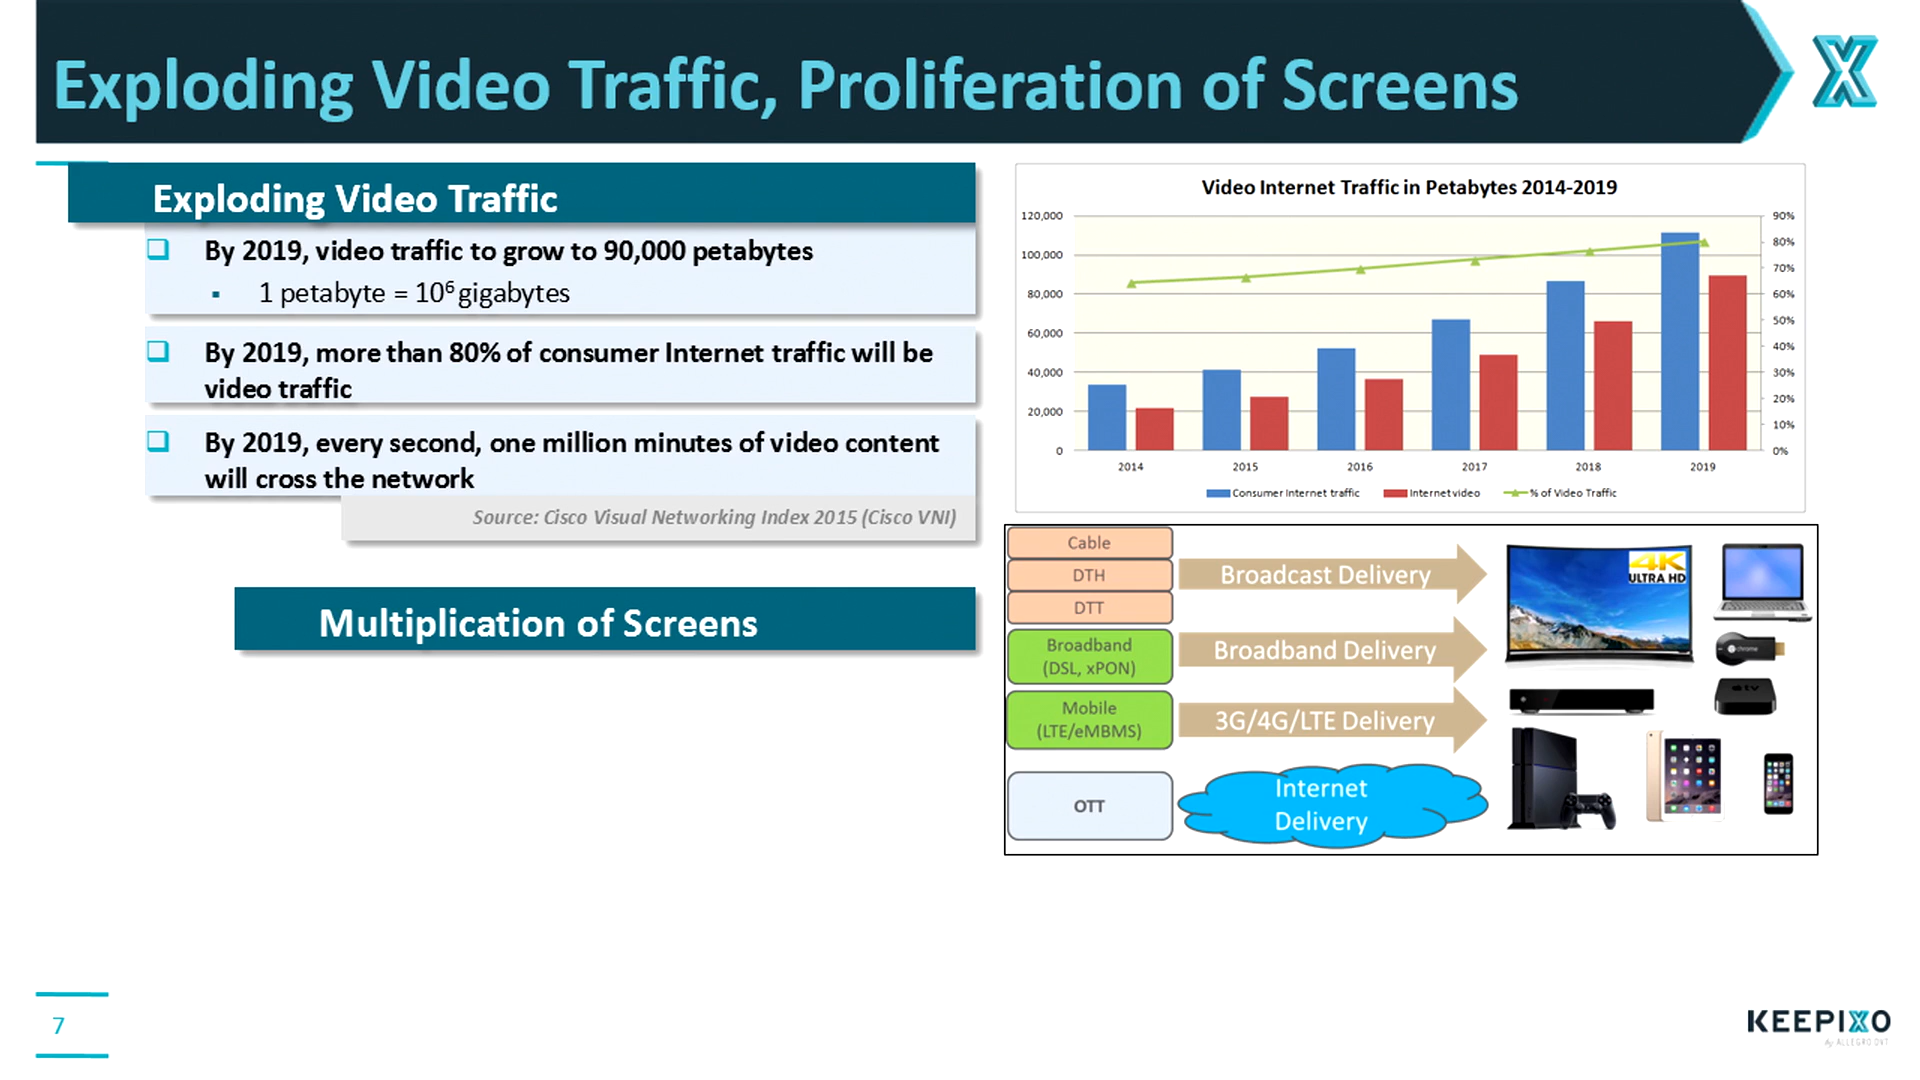 Exploding Video Traffic, Proliferation of Screens
Exploding Video Traffic
By 2019, video traffic to grow to 90,000 petabytes
1 petabyte = 10⁶ gigabytes
By 2019, more than 80% of consumer Internet traffic will be
video traffic
By 2019, every second, one million minutes of video content
will cross the network
Source: Cisco Visual Networking Index 2015 (Cisco VNI)
Multiplication of Screens
Video Internet Traffic in Petabytes 2014-2019
120,000
100,000
80,000
60,000
40,000
20,000
0
90%
80%
70%
60%
50%
40%
30%
20%
10%
0%
2014 2015 2016 2017 2018 2019
Consumer Internet traffic Internet video % of Video Traffic
Cable
DTH
DTT
Broadband
(DSL, xPON)
Mobile
(LTE/eMBMS)
OTT
Broadcast Delivery
Broadband Delivery
3G/4G/LTE Delivery
Internet
Delivery
4K
ULTRA HD
chrome
tv
7
KEEPIXO
By ALLEGRO DVT